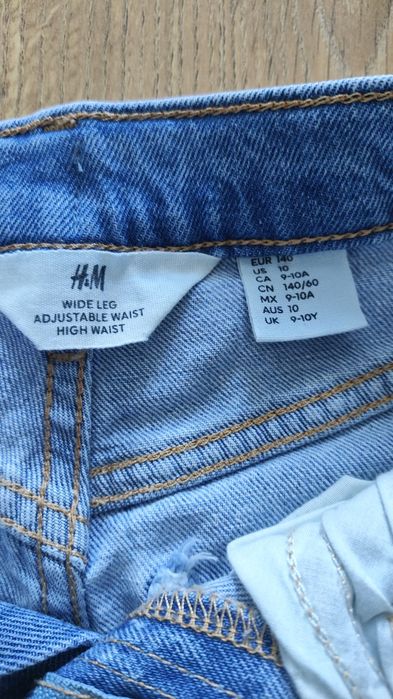 H&M
WIDE LEG
ADJUSTABLE WAIST
HIGH WAIST
EUR 140
US 10
CA 9-10A
CN 140/60
MX 9-10A
AUS 10
UK 9-10Y